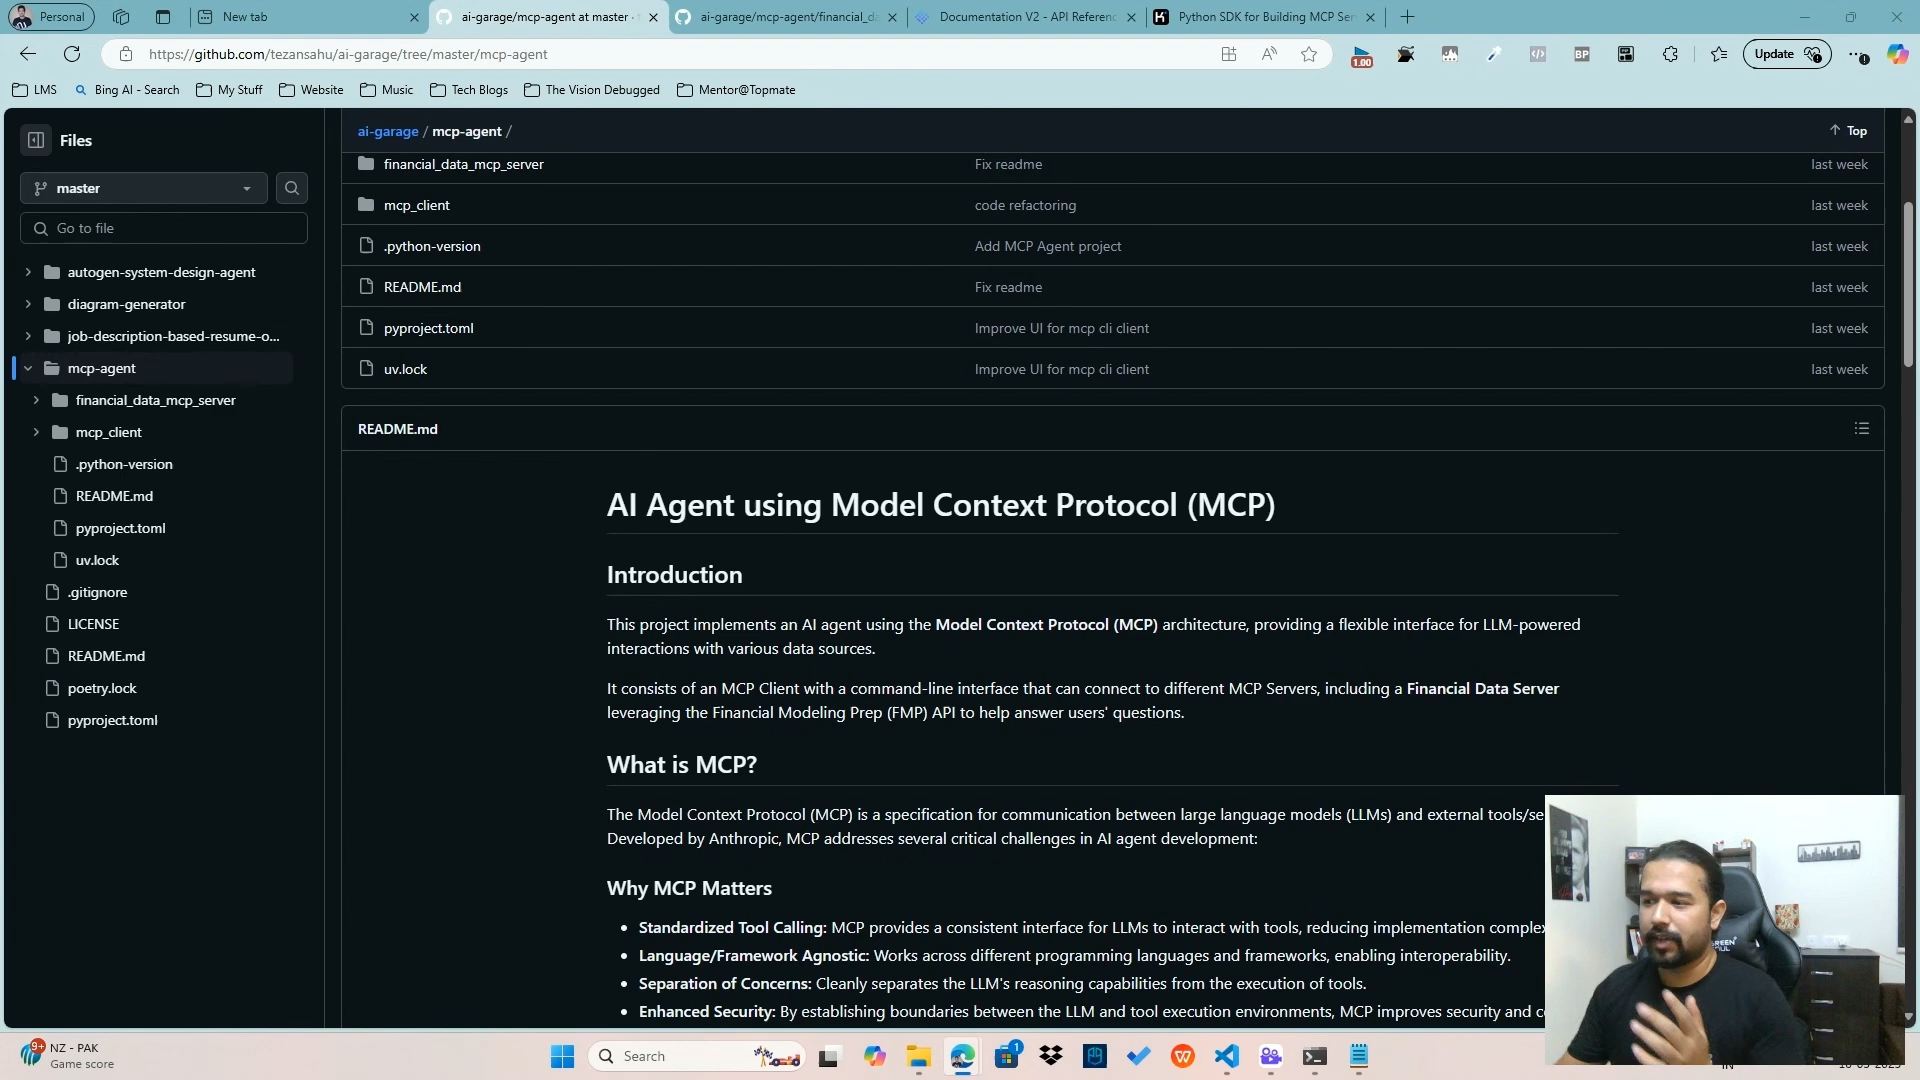 Personal
New tab
ai-garage/mcp-agent at master ·
ai-garage/mcp-agent/financial_da
Documentation V2 - API Referenc
Python SDK for Building MCP Ser
https://github.com/tezansahu/ai-garage/tree/master/mcp-agent
1.00
BP
Update
LMS
Bing AI - Search
My Stuff
Website
Music
Tech Blogs
The Vision Debugged
Mentor@Topmate
Files
master
Go to file
autogen-system-design-agent
diagram-generator
job-description-based-resume-o...
mcp-agent
financial_data_mcp_server
mcp_client
.python-version
README.md
pyproject.toml
uv.lock
.gitignore
LICENSE
README.md
poetry.lock
pyproject.toml
ai-garage / mcp-agent /
Top
financial_data_mcp_server Fix readme last week
mcp_client code refactoring last week
.python-version Add MCP Agent project last week
README.md Fix readme last week
pyproject.toml Improve UI for mcp cli client last week
uv.lock Improve UI for mcp cli client last week
README.md
AI Agent using Model Context Protocol (MCP)
Introduction
This project implements an AI agent using the Model Context Protocol (MCP) architecture, providing a flexible interface for LLM-powered
interactions with various data sources.
It consists of an MCP Client with a command-line interface that can connect to different MCP Servers, including a Financial Data Server
leveraging the Financial Modeling Prep (FMP) API to help answer users' questions.
What is MCP?
The Model Context Protocol (MCP) is a specification for communication between large language models (LLMs) and external tools/se
Developed by Anthropic, MCP addresses several critical challenges in AI agent development:
Why MCP Matters
• Standardized Tool Calling: MCP provides a consistent interface for LLMs to interact with tools, reducing implementation complex
• Language/Framework Agnostic: Works across different programming languages and frameworks, enabling interoperability.
• Separation of Concerns: Cleanly separates the LLM's reasoning capabilities from the execution of tools.
• Enhanced Security: By establishing boundaries between the LLM and tool execution environments, MCP improves security and c
GREEN
SOUL
9+
NZ - PAK
Game score
Search
1
IN